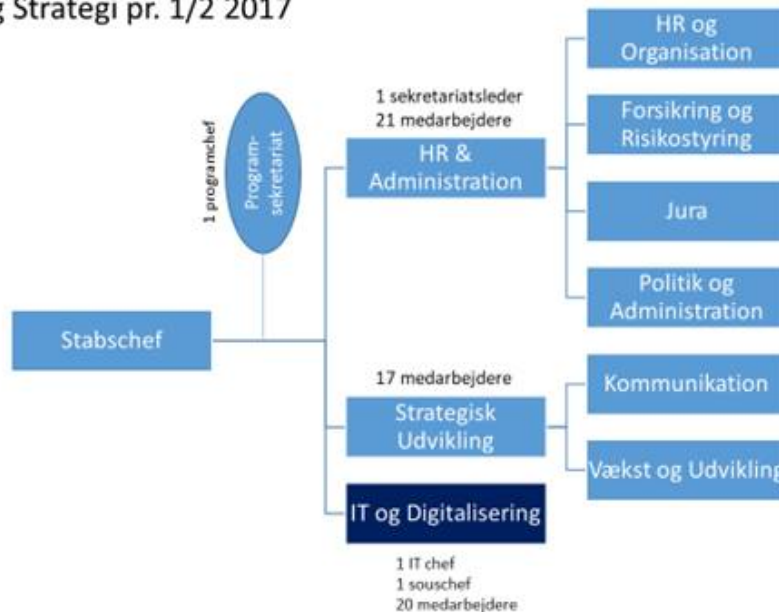 g Strategi pr. 1/2 2017
1 programchef
Program-
sekretariat
Stabschef
1 sekretariatsleder
21 medarbejdere
HR &
Administration
HR og
Organisation
Forsikring og
Risikostyring
Jura
Politik og
Administration
17 medarbejdere
Strategisk
Udvikling
Kommunikation
Vækst og Udvikling
IT og Digitalisering
1 IT chef
1 souschef
20 medarbejdere